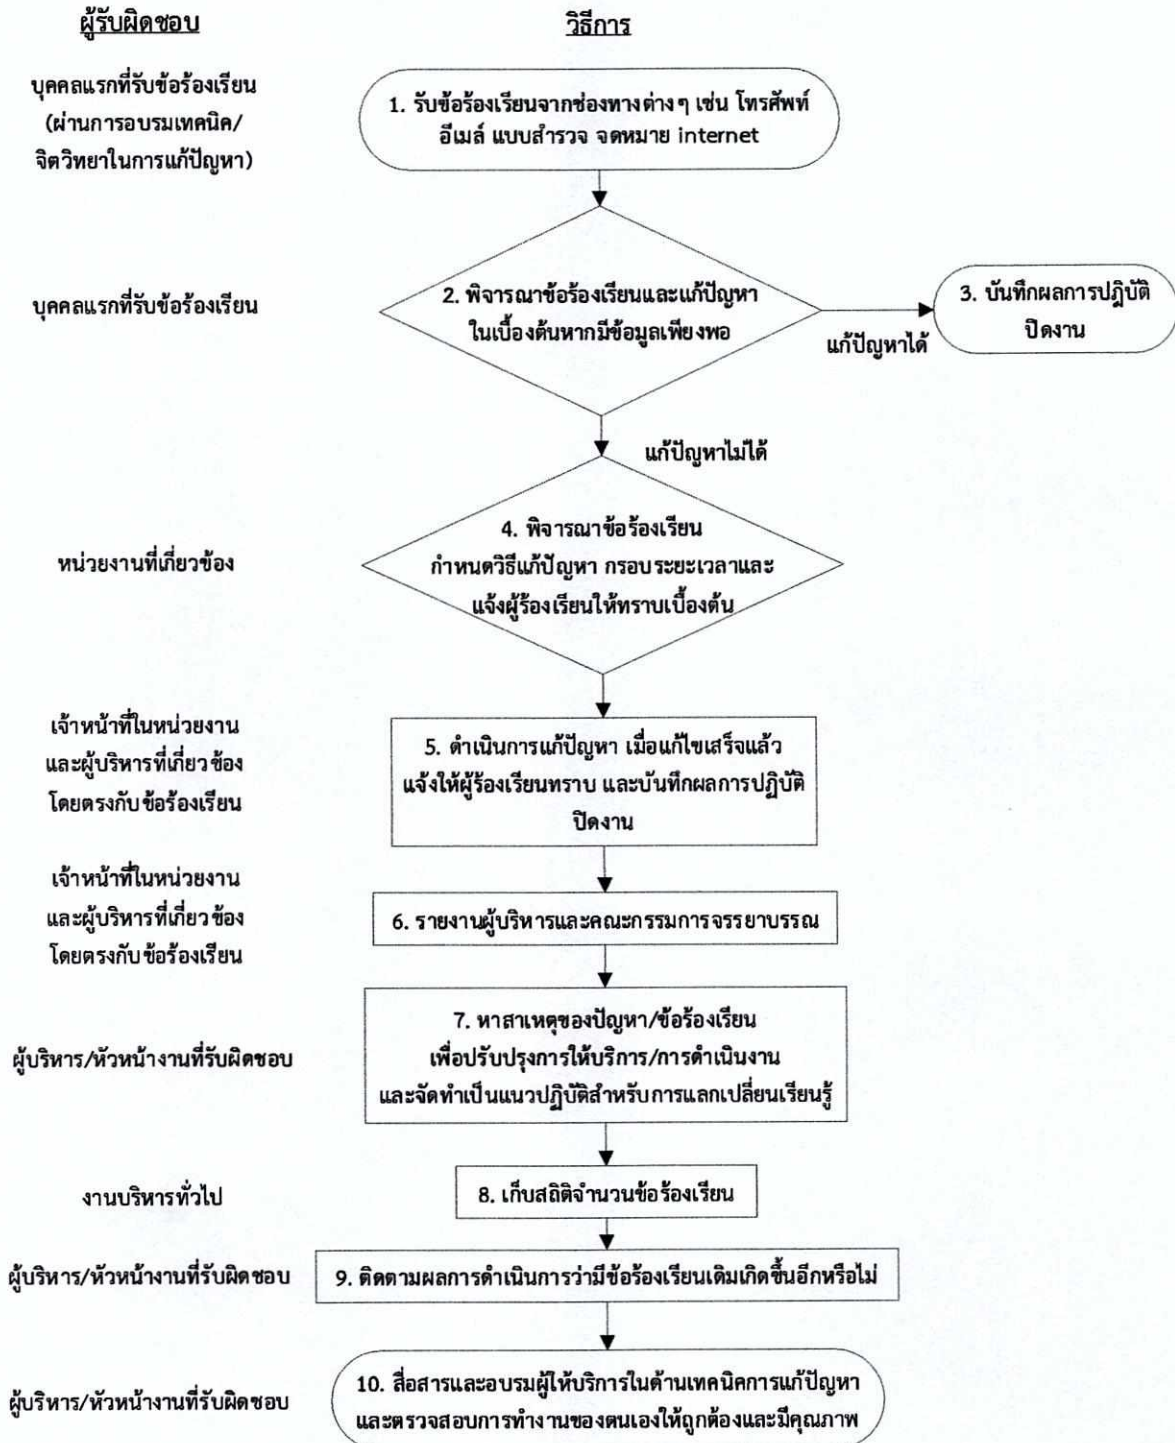 ผู้รับผิดชอบ
วิธีการ
บุคคลแรกที่รับข้อร้องเรียน
(ผ่านการอบรมเทคนิค/
จิตวิทยาในการแก้ปัญหา)
1. รับข้อร้องเรียนจากช่องทางต่างๆ เช่น โทรศัพท์
อีเมล์ แบบสำรวจ จดหมาย internet
บุคคลแรกที่รับข้อร้องเรียน
2. พิจารณาข้อร้องเรียนและแก้ปัญหา
ในเบื้องต้นหากมีข้อมูลเพียงพอ
แก้ปัญหาได้
3. บันทึกผลการปฏิบัติ
ปิดงาน
แก้ปัญหาไม่ได้
หน่วยงานที่เกี่ยวข้อง
4. พิจารณาข้อร้องเรียน
กำหนดวิธีแก้ปัญหา กรอบระยะเวลาและ
แจ้งผู้ร้องเรียนให้ทราบเบื้องต้น
เจ้าหน้าที่ในหน่วยงาน
และผู้บริหารที่เกี่ยวข้อง
โดยตรงกับข้อร้องเรียน
5. ดำเนินการแก้ปัญหา เมื่อแก้ไขเสร็จแล้ว
แจ้งให้ผู้ร้องเรียนทราบ และบันทึกผลการปฏิบัติ
ปิดงาน
เจ้าหน้าที่ในหน่วยงาน
และผู้บริหารที่เกี่ยวข้อง
โดยตรงกับข้อร้องเรียน
6. รายงานผู้บริหารและคณะกรรมการจรรยาบรรณ
ผู้บริหาร/หัวหน้างานที่รับผิดชอบ
7. หาสาเหตุของปัญหา/ข้อร้องเรียน
เพื่อปรับปรุงการให้บริการ/การดำเนินงาน
และจัดทำเป็นแนวปฏิบัติสำหรับการแลกเปลี่ยนเรียนรู้
งานบริหารทั่วไป
8. เก็บสถิติจำนวนข้อร้องเรียน
ผู้บริหาร/หัวหน้างานที่รับผิดชอบ
9. ติดตามผลการดำเนินการว่ามีข้อร้องเรียนเดิมเกิดขึ้นอีกหรือไม่
ผู้บริหาร/หัวหน้างานที่รับผิดชอบ
10. สื่อสารและอบรมผู้ให้บริการในด้านเทคนิคการแก้ปัญหา
และตรวจสอบการทำงานของตนเองให้ถูกต้องและมีคุณภาพ